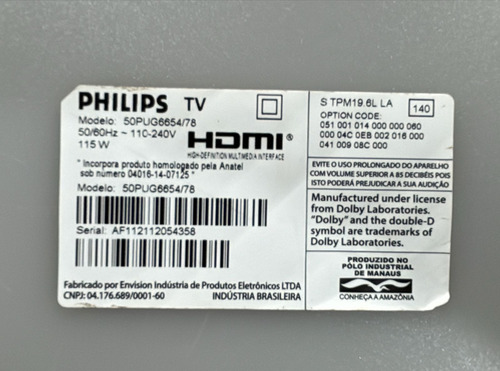 PHILIPS TV
Modelo: 50PUG6654/78
50/60Hz ~ 110-240V
115 W
HDMI®
HIGH-DEFINITION MULTIMEDIA INTERFACE
* Incorpora produto homologado pela Anatel
sob número 04016-14-07125 *
Modelo: 50PUG6654/78
Serial: AF112112054358
Fabricado por Envision Indústria de Produtos Eletrônicos LTDA
CNPJ: 04.176.689/0001-60 INDÚSTRIA BRASILEIRA
S TPM19.6L LA 140
OPTION CODE:
051 001 014 000 000 060
000 04C 0EB 002 016 000
041 009 08C 000
EVITE O USO PROLONGADO DO APARELHO
COM VOLUME SUPERIOR A 85 DECIBÉIS POIS
ISTO PODERÁ PREJUDICAR A SUA AUDIÇÃO
Manufactured under license
from Dolby Laboratories.
"Dolby" and the double-D
symbol are trademarks of
Dolby Laboratories.
PRODUZIDO NO
PÓLO INDUSTRIAL
DE MANAUS
CONHEÇA A AMAZÔNIA